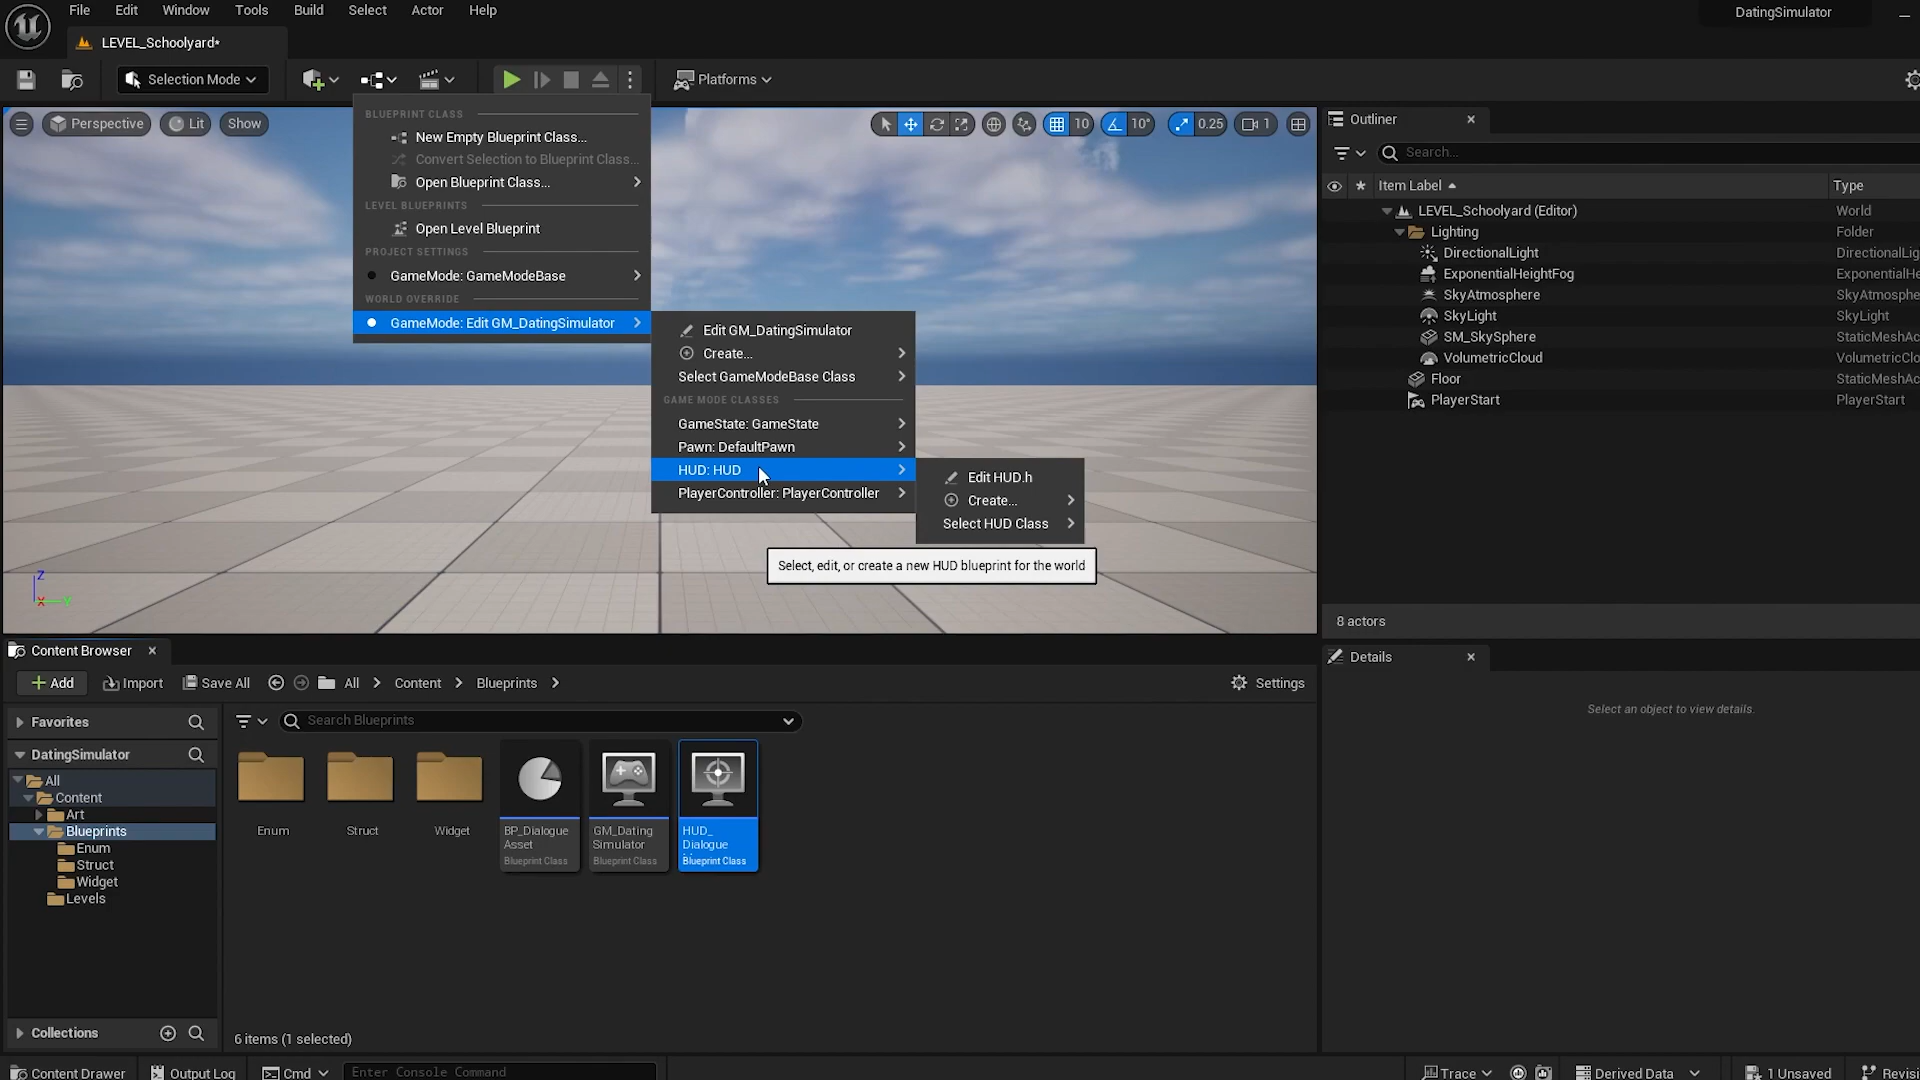 File Edit Window Tools Build Select Actor Help
DatingSimulator
LEVEL_Schoolyard*
Selection Mode
Platforms
Perspective Lit Show
10 10° 0.25 1
BLUEPRINT CLASS
New Empty Blueprint Class...
Convert Selection to Blueprint Class...
Open Blueprint Class...
LEVEL BLUEPRINTS
Open Level Blueprint
PROJECT SETTINGS
GameMode: GameModeBase
WORLD OVERRIDE
GameMode: Edit GM_DatingSimulator
Edit GM_DatingSimulator
Create...
Select GameModeBase Class
GAME MODE CLASSES
GameState: GameState
Pawn: DefaultPawn
HUD: HUD
PlayerController: PlayerController
Edit HUD.h
Create...
Select HUD Class
Select, edit, or create a new HUD blueprint for the world
Z
X Y
Outliner
Search...
Item Label Type
LEVEL_Schoolyard (Editor) World
Lighting Folder
DirectionalLight DirectionalLig
ExponentialHeightFog ExponentialHe
SkyAtmosphere SkyAtmosphe
SkyLight SkyLight
SM_SkySphere StaticMeshAc
VolumetricCloud VolumetricClo
Floor StaticMeshAc
PlayerStart PlayerStart
8 actors
Details
Select an object to view details.
Content Browser
Add Import Save All All Content Blueprints Settings
Favorites
DatingSimulator
All
Content
Art
Blueprints
Enum
Struct
Widget
Levels
Collections
Search Blueprints
Enum
Struct
Widget
BP_Dialogue
Asset
Blueprint Class
GM_Dating
Simulator
Blueprint Class
HUD_
Dialogue
Blueprint Class
6 items (1 selected)
Content Drawer Output Log Cmd Enter Console Command Trace Derived Data 1 Unsaved Revisi